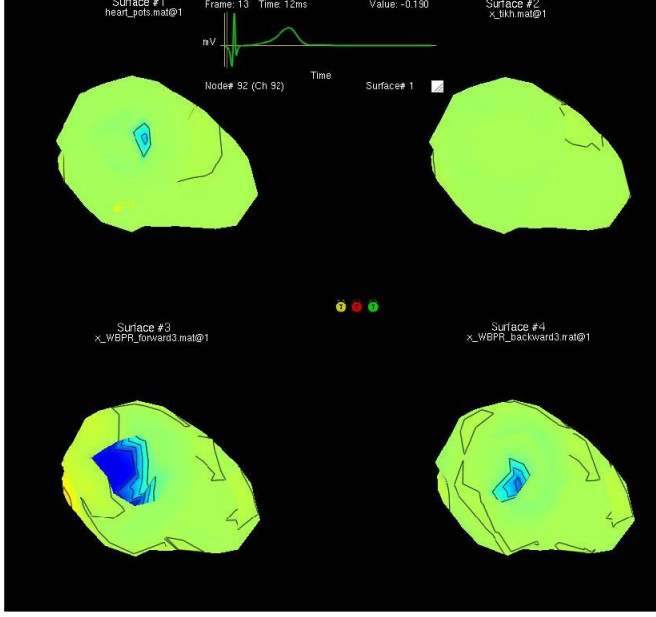 Surface #1
heart_pots.mat@1
Frame: 13 Time: 12ms Value: -0.190
Surface #2
x_tikh.mat@1
mV
Time
Node# 92 (Ch 92) Surface# 1
Surface #3
x_WBPR_forward3.mat@1
Surface #4
x_WBPR_backward3.mat@1